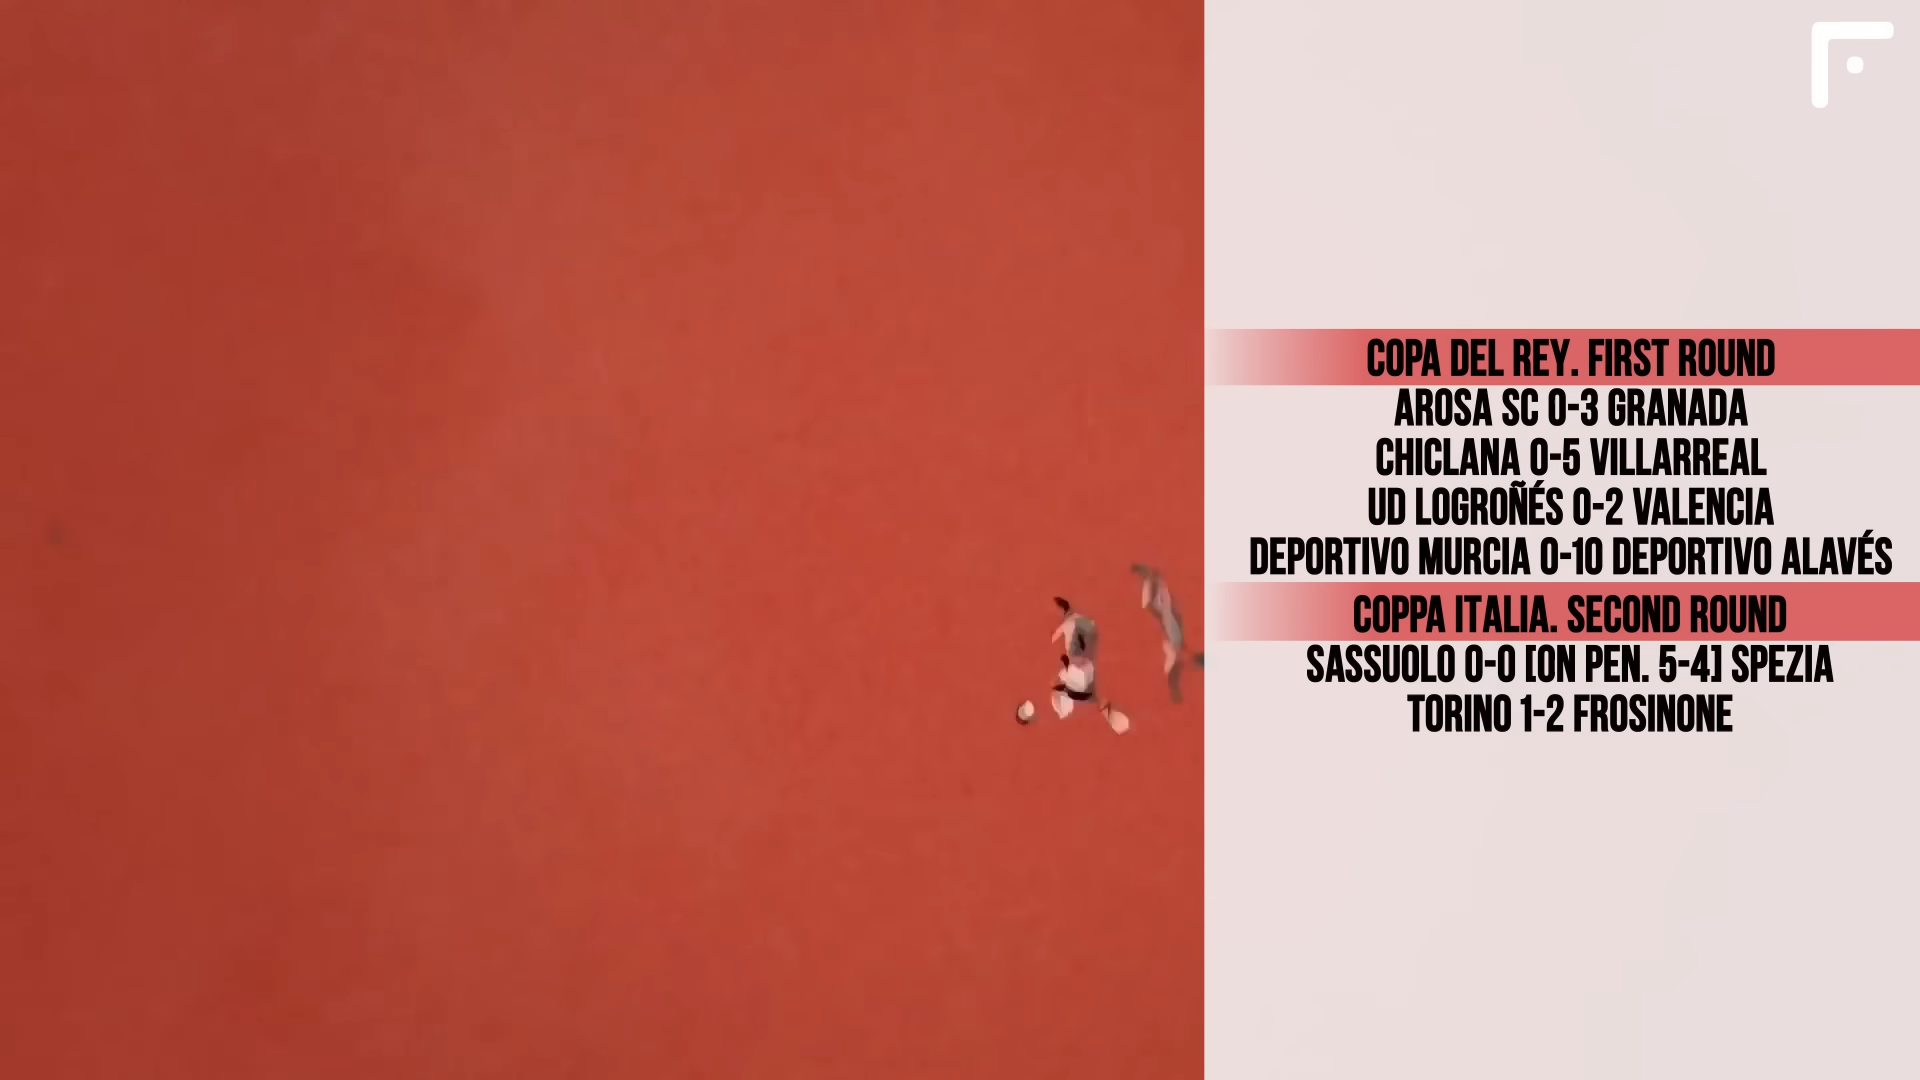 COPA DEL REY. FIRST ROUND
AROSA SC 0-3 GRANADA
CHICLANA 0-5 VILLARREAL
UD LOGROÑÉS 0-2 VALENCIA
DEPORTIVO MURCIA 0-10 DEPORTIVO ALAVÉS
COPPA ITALIA. SECOND ROUND
SASSUOLO 0-0 [ON PEN. 5-4] SPEZIA
TORINO 1-2 FROSINONE